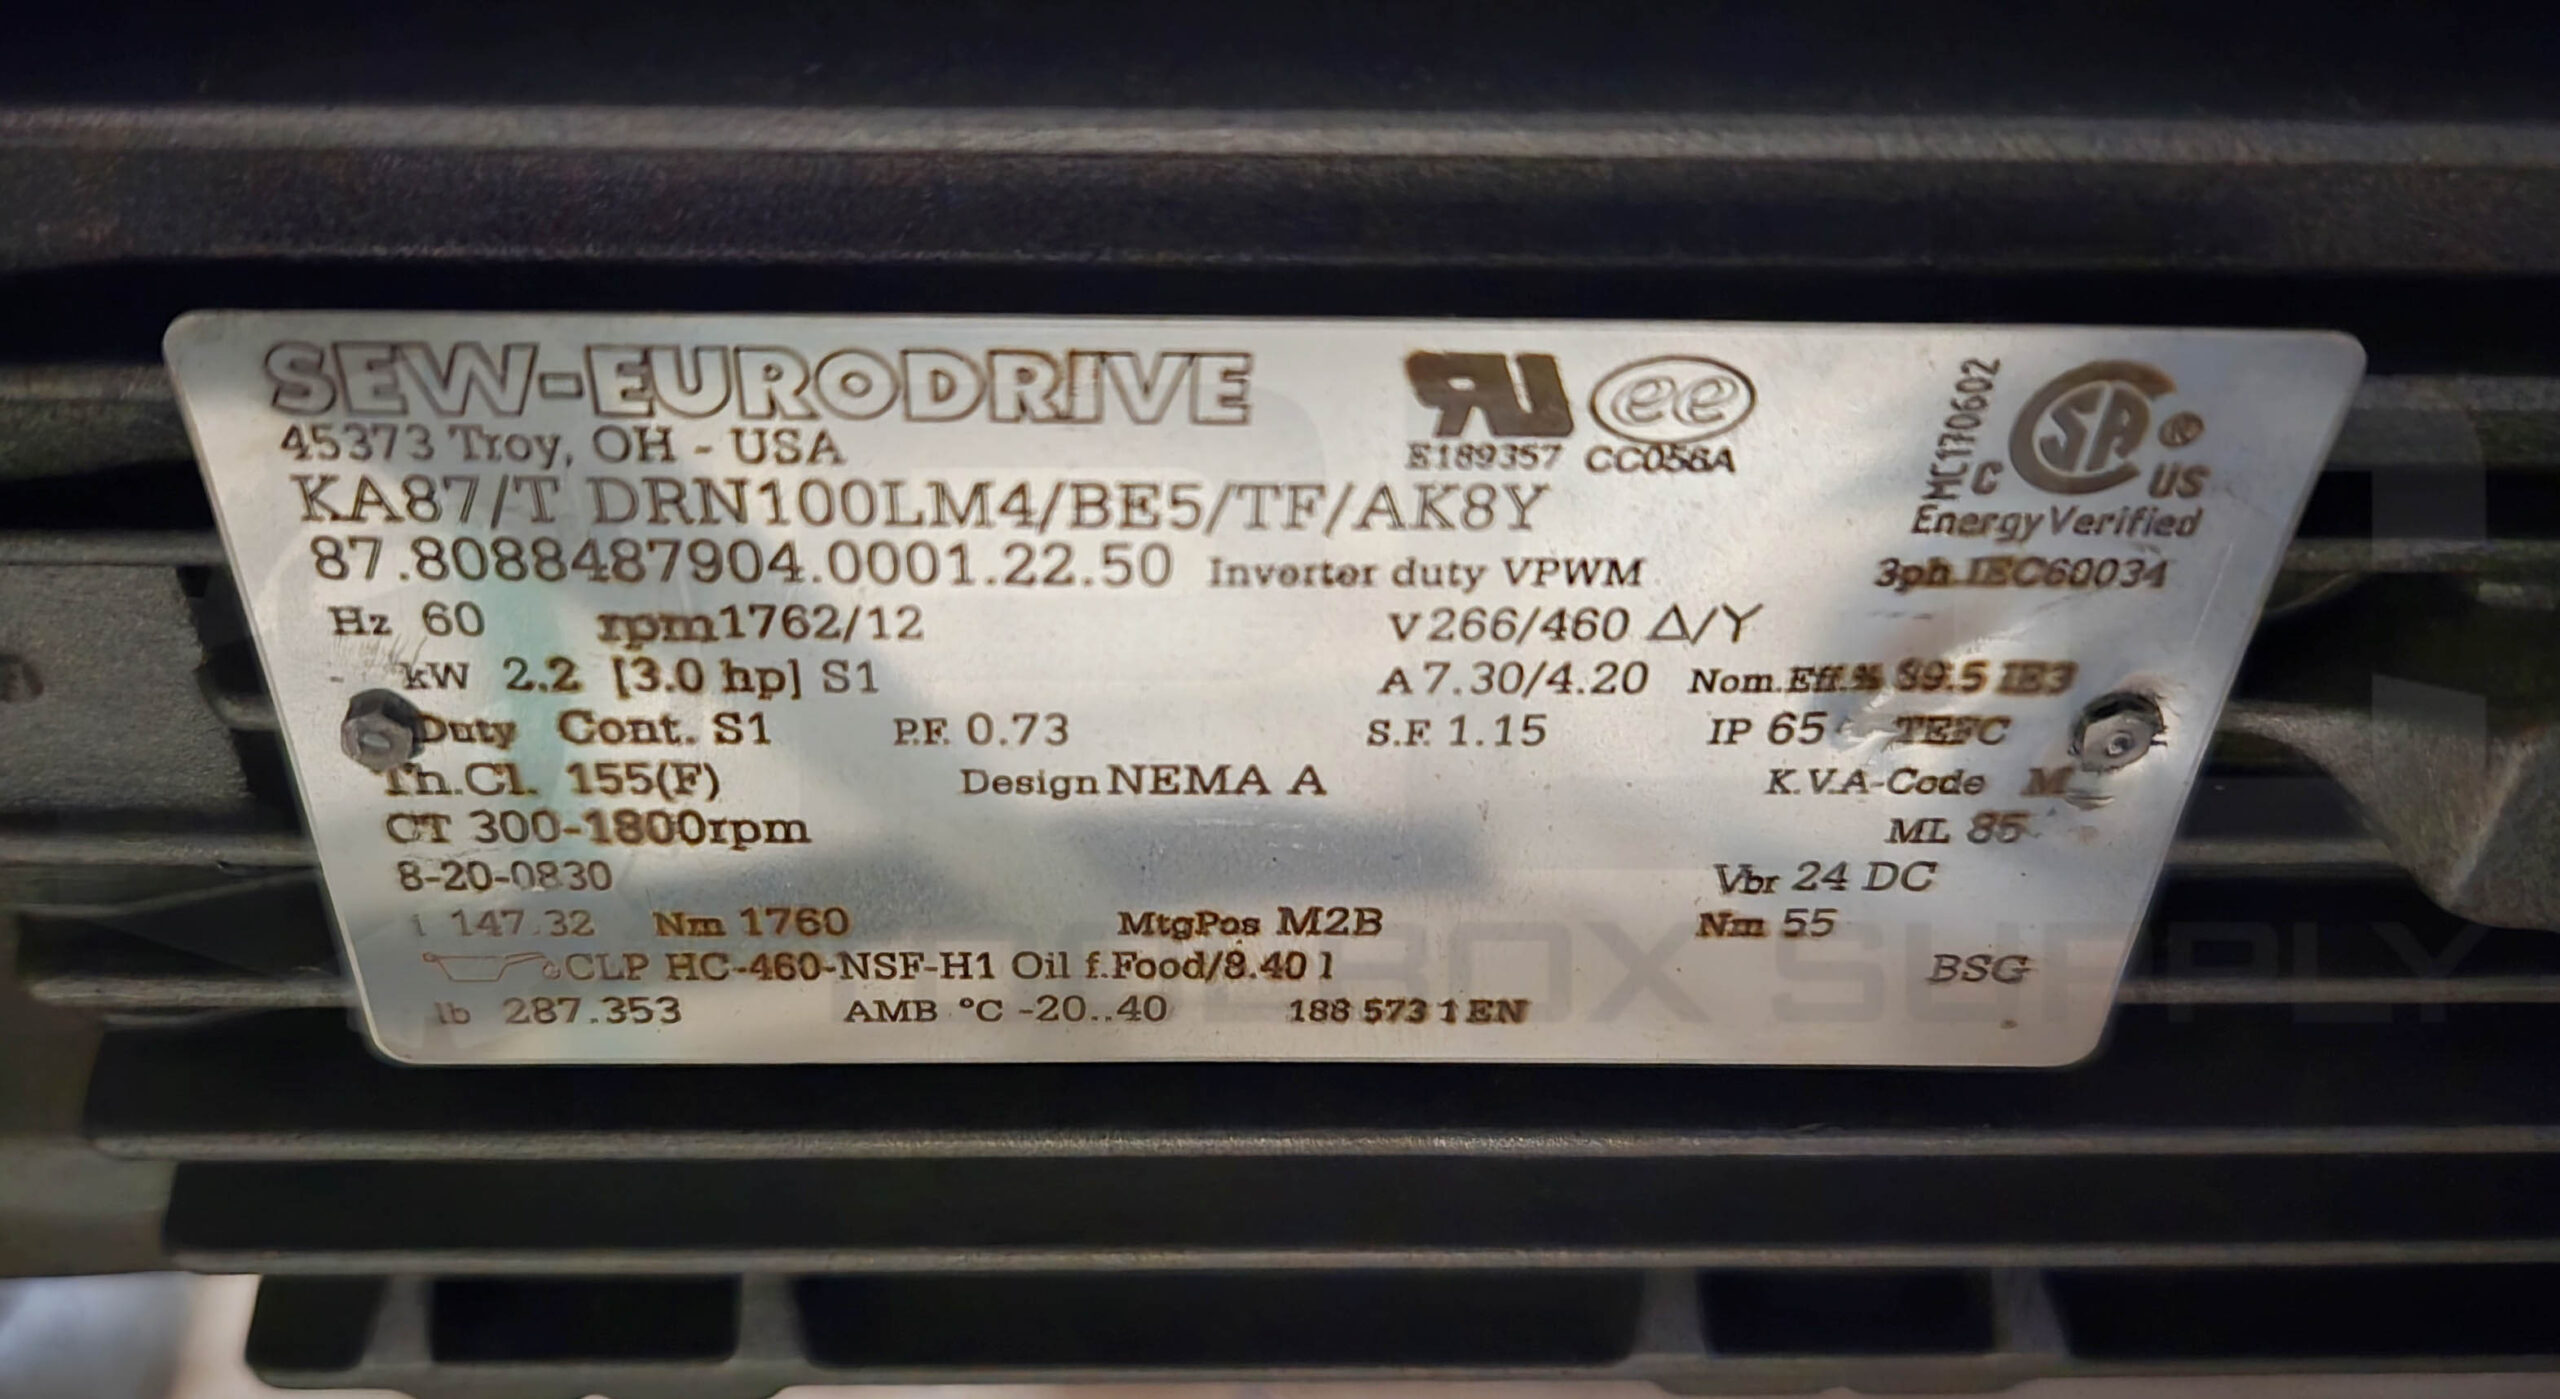 SEW-EURODRIVE
45373 Troy, OH - USA
E189357 CC056A
MC170602
C SA ® US
Energy Verified
KA87/T DRN100LM4/BE5/TF/AK8Y
87.8088487904.0001.22.50 Inverter duty VPWM 3ph IEC60034
Hz 60 rpm 1762/12 V 266/460 Δ/Y
kW 2.2 [3.0 hp] S1 A 7.30/4.20 Nom.Eff.% 89.5 IE3
Duty Cont. S1 P.F. 0.73 S.F. 1.15 IP 65 TEFC
Th.Cl. 155(F) Design NEMA A K.V.A-Code M
CT 300-1800rpm ML 85
8-20-0830 Vbr 24 DC
i 147.32 Nm 1760 MtgPos M2B Nm 55
CLP HC-460-NSF-H1 Oil f.Food/8.40 l BSG
lb 287.353 AMB °C -20..40 188 573 1 EN